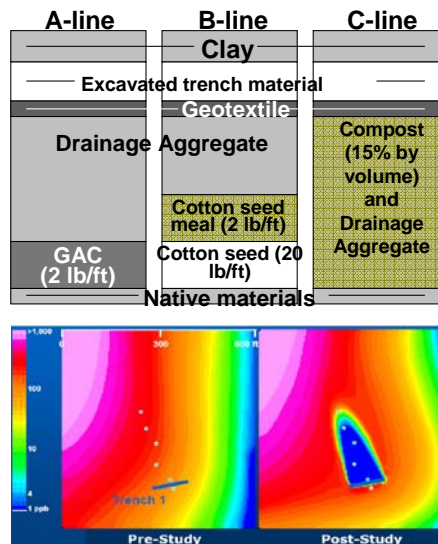 A-line B-line C-line
Clay
Excavated trench material
Geotextile
Drainage Aggregate
Compost
(15% by
volume)
and
Drainage
Aggregate
Cotton seed
meal (2 lb/ft)
GAC
(2 lb/ft)
Cotton seed (20
lb/ft)
Native materials
>1,000
100
10
4
1 ppb
0 300 600 ft
Trench 1
Pre-Study Post-Study